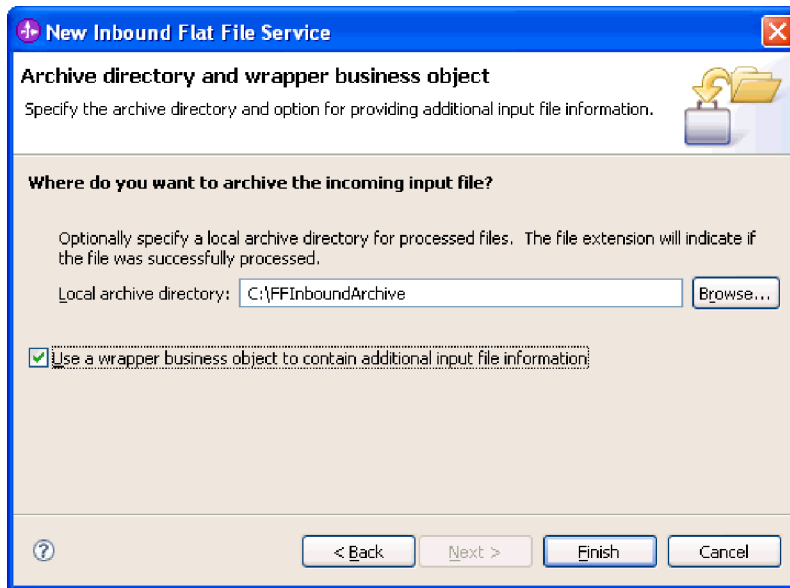 New Inbound Flat File Service
Archive directory and wrapper business object
Specify the archive directory and option for providing additional input file information.
Where do you want to archive the incoming input file?
Optionally specify a local archive directory for processed files. The file extension will indicate if
the file was successfully processed.
Local archive directory: C:\FFInboundArchive Browse...
Use a wrapper business object to contain additional input file information
? < Back Next > Finish Cancel